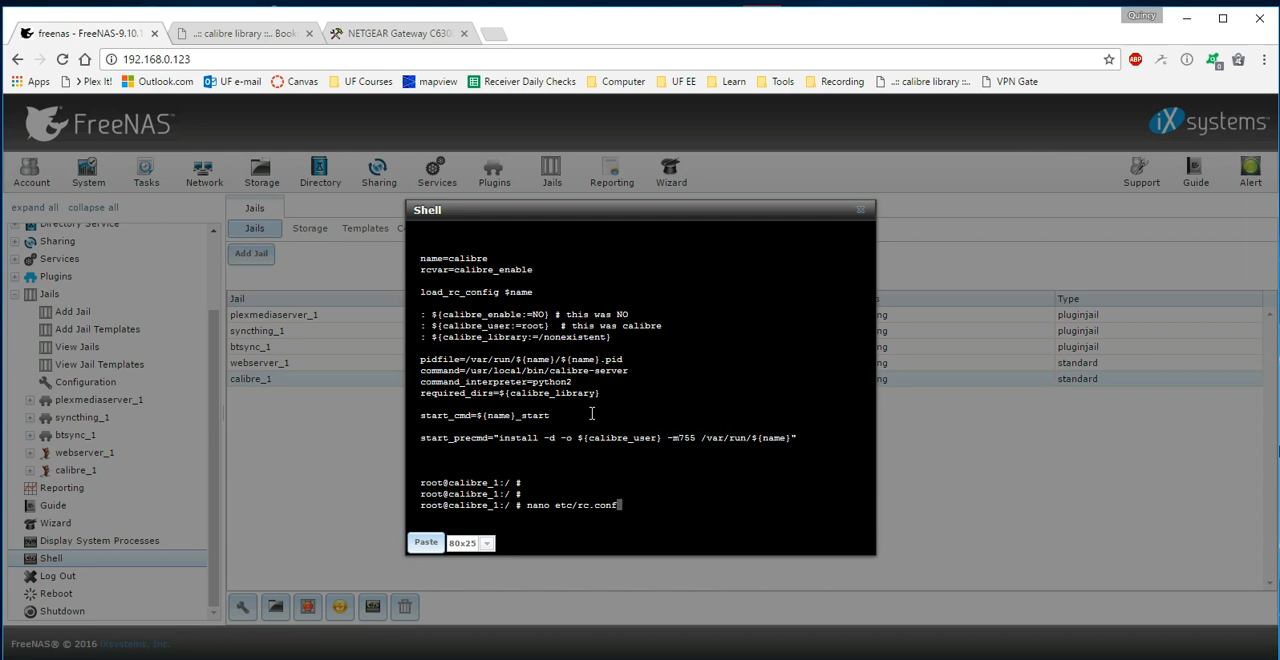 Quincy
freenas - FreeNAS-9.10.
..:: calibre library ::.. Book
NETGEAR Gateway C630
192.168.0.123
Apps
Plex It!
Outlook.com
UF e-mail
Canvas
UF Courses
mapview
Receiver Daily Checks
Computer
UF EE
Learn
Tools
Recording
..:: calibre library ::..
VPN Gate
FreeNAS
iXsystems
Account
System
Tasks
Network
Storage
Directory
Sharing
Services
Plugins
Jails
Reporting
Wizard
Support
Guide
Alert
expand all
collapse all
Directory Service
Sharing
Services
Plugins
Jails
Add Jail
Add Jail Templates
View Jails
View Jail Templates
Configuration
plexmediaserver_1
syncthing_1
btsync_1
webserver_1
calibre_1
Reporting
Guide
Wizard
Display System Processes
Shell
Log Out
Reboot
Shutdown
Jails
Jails
Storage
Templates
Add Jail
Jail
Type
plexmediaserver_1
pluginjail
syncthing_1
pluginjail
btsync_1
pluginjail
webserver_1
standard
calibre_1
standard
Shell
name=calibre
rcvar=calibre_enable
load_rc_config $name
: ${calibre_enable:=NO} # this was NO
: ${calibre_user:=root}  # this was calibre
: ${calibre_library:=/nonexistent}
pidfile=/var/run/${name}/${name}.pid
command=/usr/local/bin/calibre-server
command_interpreter=python2
required_dirs=${calibre_library}
start_cmd=${name}_start
start_precmd="install -d -o ${calibre_user} -m755 /var/run/${name}"
root@calibre_1:/ #
root@calibre_1:/ #
root@calibre_1:/ # nano etc/rc.conf
Paste
80x25
FreeNAS® © 2016 iXsystems, Inc.